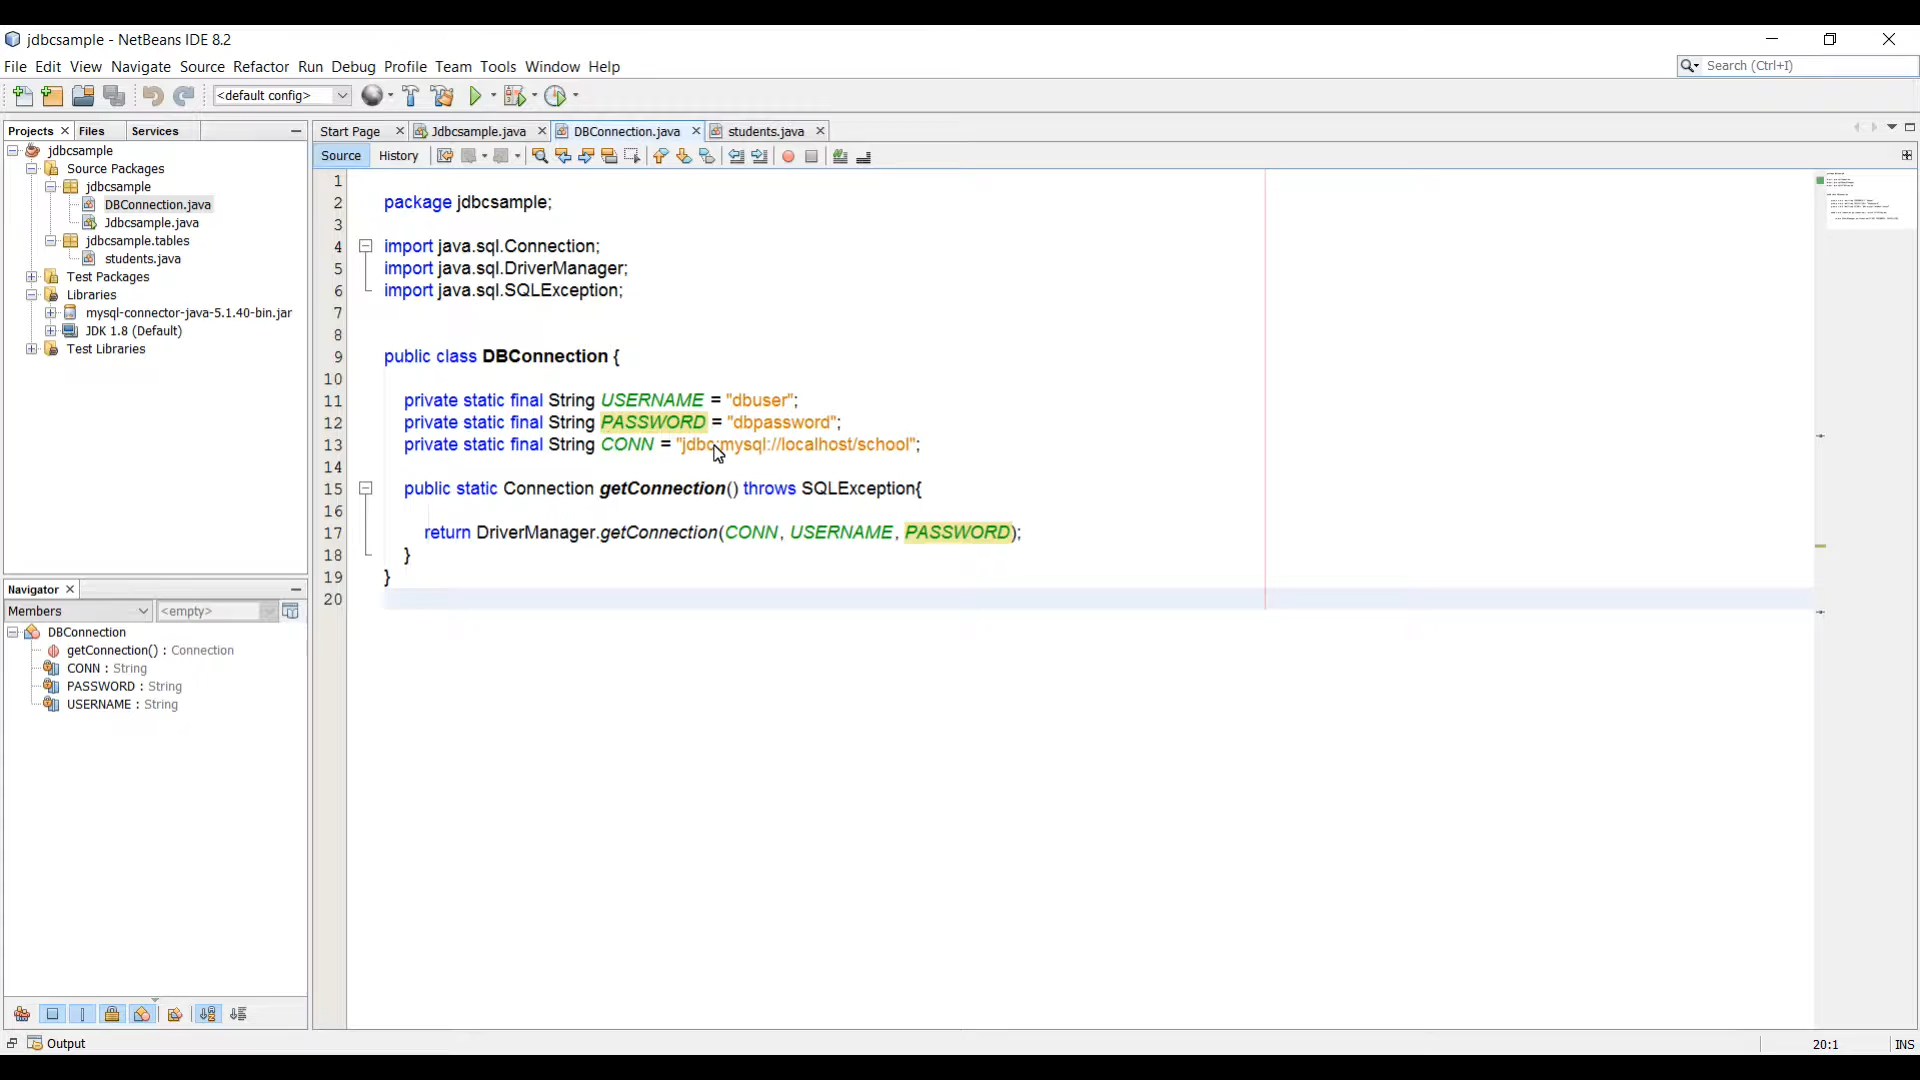 jdbcsample - NetBeans IDE 8.2
File Edit View Navigate Source Refactor Run Debug Profile Team Tools Window Help
Search (Ctrl+I)
<default config>
Projects Files Services
jdbcsample
Source Packages
jdbcsample
DBConnection.java
Jdbcsample.java
jdbcsample.tables
students.java
Test Packages
Libraries
mysql-connector-java-5.1.40-bin.jar
JDK 1.8 (Default)
Test Libraries
Navigator
Members <empty>
DBConnection
getConnection() : Connection
CONN : String
PASSWORD : String
USERNAME : String
Start Page Jdbcsample.java DBConnection.java students.java
Source History
1
2 package jdbcsample;
3
4 import java.sql.Connection;
5 import java.sql.DriverManager;
6 import java.sql.SQLException;
7
8
9 public class DBConnection {
10
11 private static final String USERNAME = "dbuser";
12 private static final String PASSWORD = "dbpassword";
13 private static final String CONN = "jdbc:mysql://localhost/school";
14
15 public static Connection getConnection() throws SQLException{
16
17 return DriverManager.getConnection(CONN, USERNAME, PASSWORD);
18 }
19 }
20
Output
20:1 INS